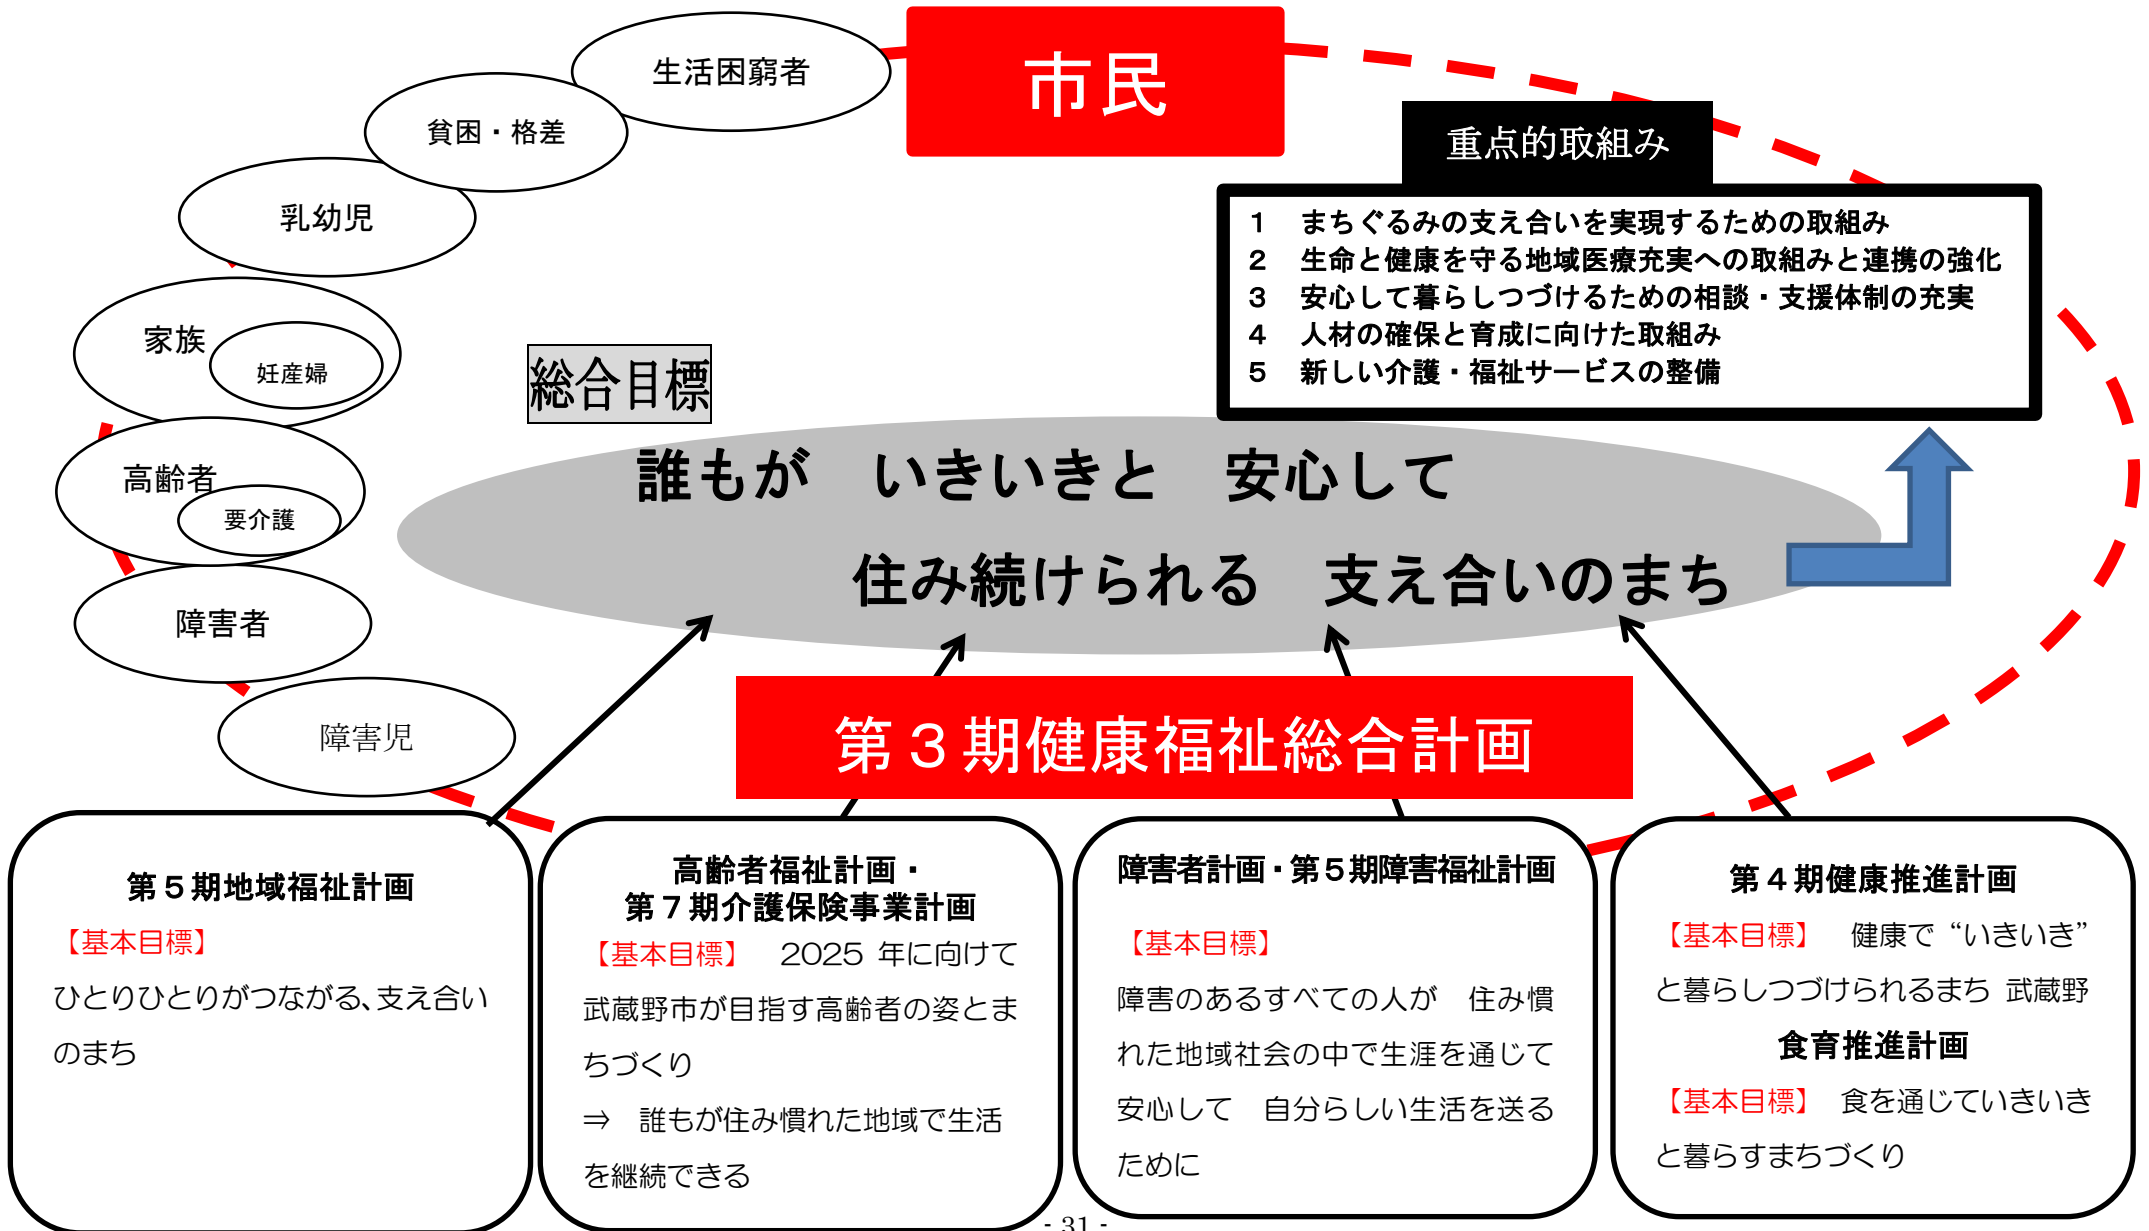 市民
生活困窮者
貧困・格差
乳幼児
家族
妊産婦
高齢者
要介護
障害者
障害児
重点的取組み
1　まちぐるみの支え合いを実現するための取組み
2　生命と健康を守る地域医療充実への取組みと連携の強化
3　安心して暮らしつづけるための相談・支援体制の充実
4　人材の確保と育成に向けた取組み
5　新しい介護・福祉サービスの整備
総合目標
誰もが　いきいきと　安心して
住み続けられる　支え合いのまち
第３期健康福祉総合計画
第５期地域福祉計画
【基本目標】
ひとりひとりがつながる、支え合い
のまち
高齢者福祉計画・
第７期介護保険事業計画
【基本目標】　2025 年に向けて
武蔵野市が目指す高齢者の姿とま
ちづくり
⇒　誰もが住み慣れた地域で生活
を継続できる
障害者計画・第５期障害福祉計画
【基本目標】
障害のあるすべての人が　住み慣
れた地域社会の中で生涯を通じて
安心して　自分らしい生活を送る
ために
第４期健康推進計画
【基本目標】　健康で “いきいき”
と暮らしつづけられるまち 武蔵野
食育推進計画
【基本目標】　食を通じていきいき
と暮らすまちづくり
- 31 -